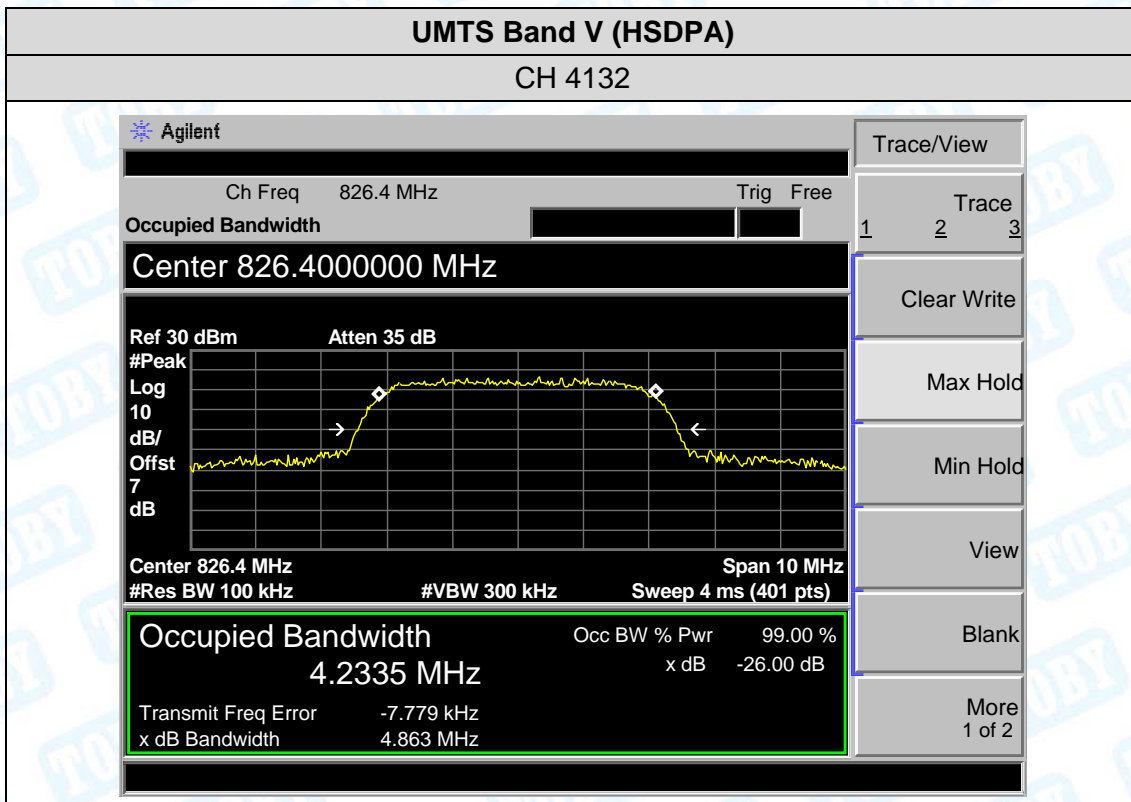 UMTS Band V (HSDPA)
CH 4132
Agilent
Trace/View
Ch Freq 826.4 MHz Trig Free
Occupied Bandwidth
Trace
1 2 3
Center 826.4000000 MHz
Clear Write
Ref 30 dBm Atten 35 dB
#Peak
Log
10
dB/
Offst
7
dB
Max Hold
Min Hold
View
Center 826.4 MHz Span 10 MHz
#Res BW 100 kHz #VBW 300 kHz Sweep 4 ms (401 pts)
Occupied Bandwidth Occ BW % Pwr 99.00 %
4.2335 MHz x dB -26.00 dB
Blank
Transmit Freq Error -7.779 kHz
x dB Bandwidth 4.863 MHz
More
1 of 2
TOBY